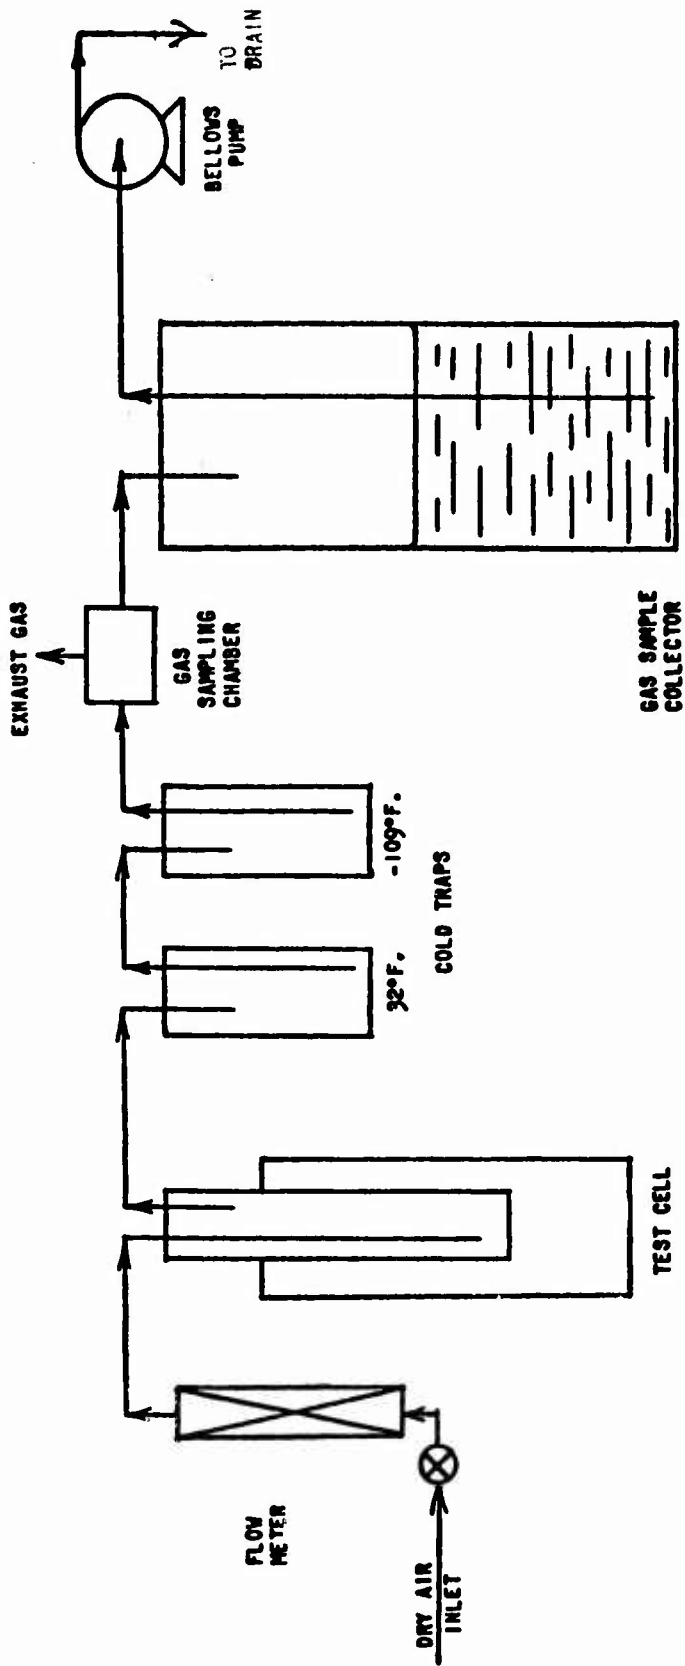 DRY AIR
INLET
FLOW
METER
TEST CELL
32°F.
-109°F.
COLD TRAPS
EXHAUST GAS
GAS
SAMPLING
CHAMBER
GAS SAMPLE
COLLECTOR
BELLOWS
PUMP
TO
DRAIN